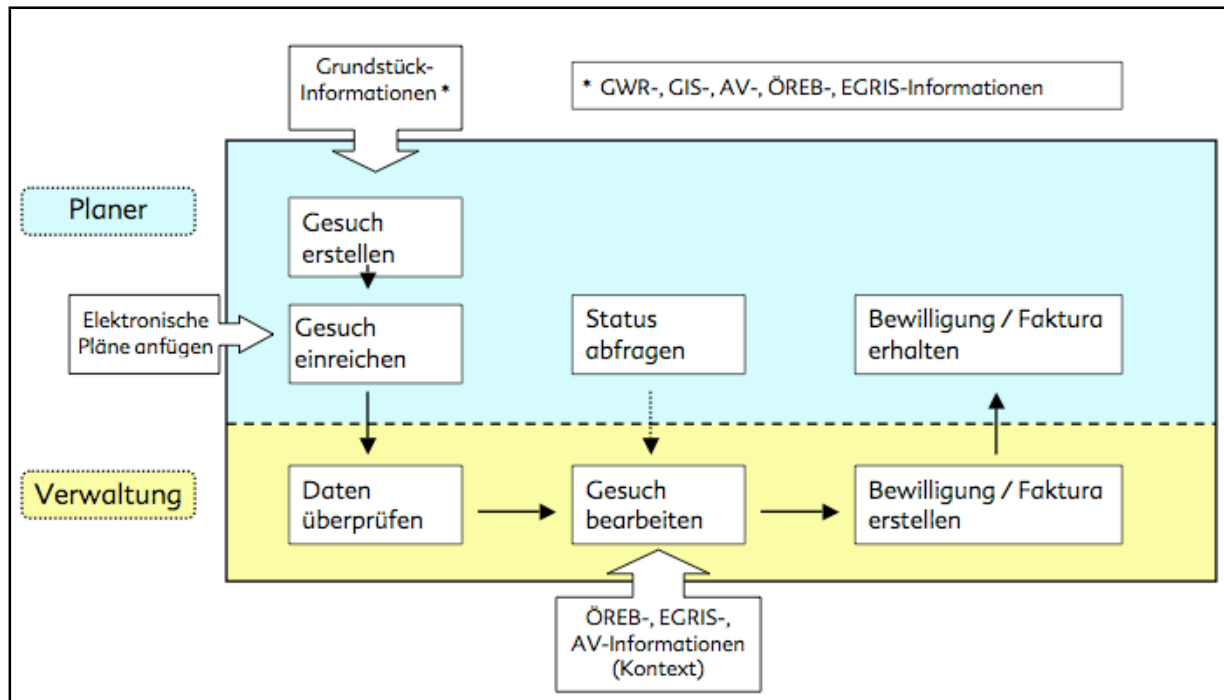 Grundstück-
Informationen *
* GWR-, GIS-, AV-, ÖREB-, EGRIS-Informationen
Planer
Gesuch
erstellen
Elektronische
Pläne anfügen
Gesuch
einreichen
Status
abfragen
Bewilligung / Faktura
erhalten
Verwaltung
Daten
überprüfen
Gesuch
bearbeiten
Bewilligung / Faktura
erstellen
ÖREB-, EGRIS-,
AV-Informationen
(Kontext)